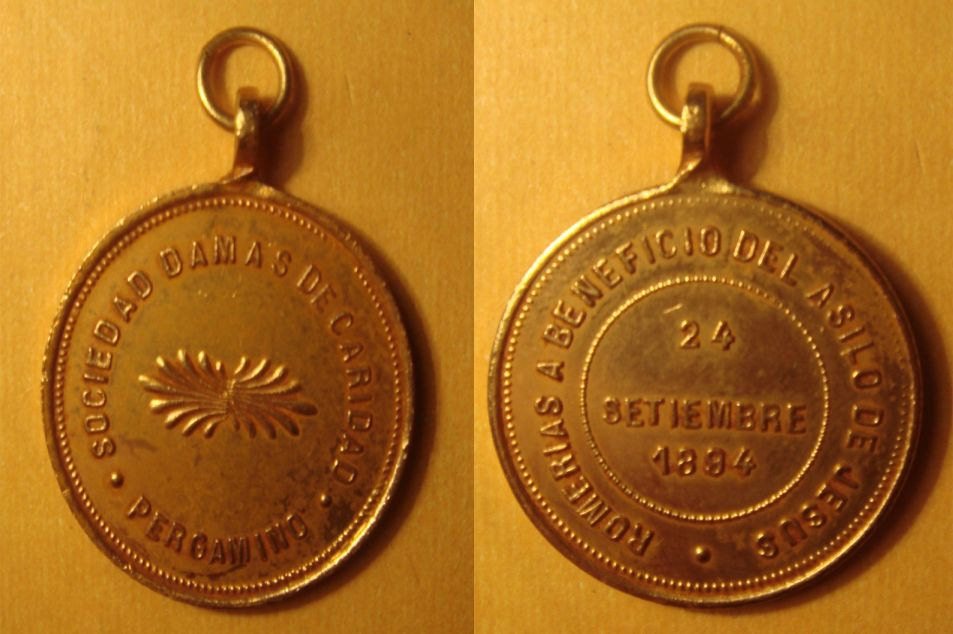 SOCIEDAD DAMAS DE CARIDAD
· PERGAMINO ·
ROMERIAS A BENEFICIO DEL ASILO DE JESUS ·
24
SETIEMBRE
1894